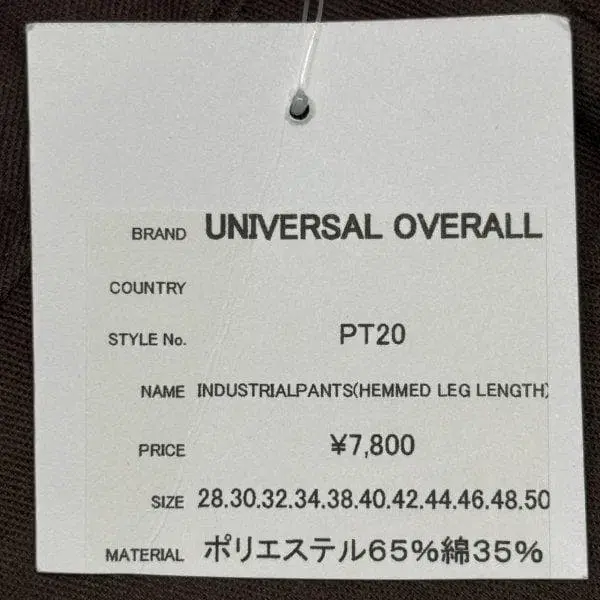 BRAND UNIVERSAL OVERALL
COUNTRY
STYLE No. PT20
NAME INDUSTRIALPANTS(HEMMED LEG LENGTH)
PRICE ¥7,800
SIZE 28.30.32.34.38.40.42.44.46.48.50
MATERIAL ポリエステル65%綿35%